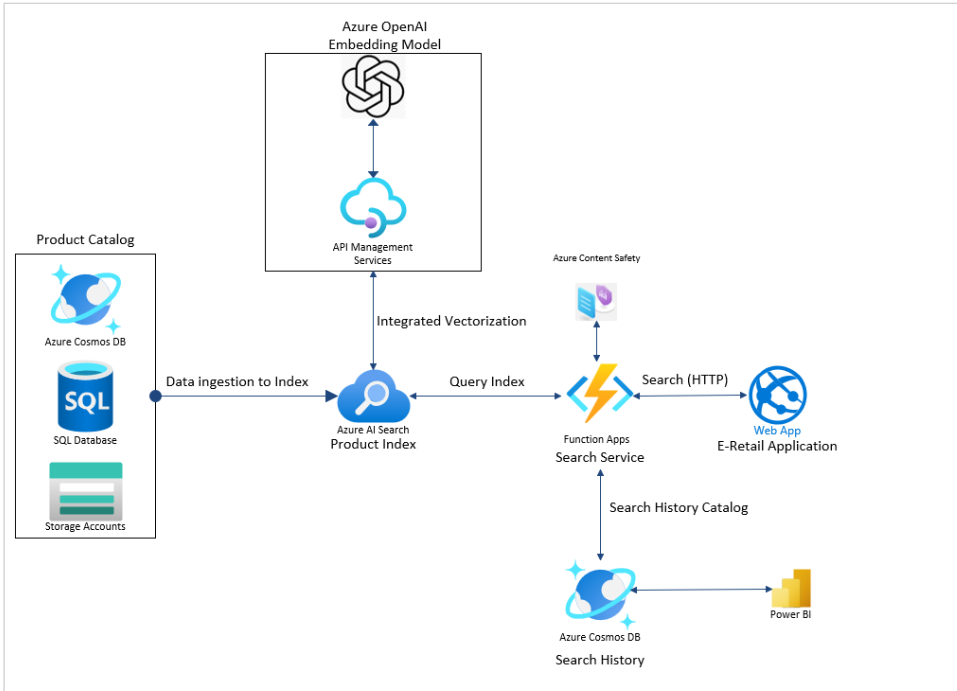 Azure OpenAI
Embedding Model
API Management
Services
Product Catalog
Azure Cosmos DB
SQL
SQL Database
Storage Accounts
Data ingestion to Index
Integrated Vectorization
Azure AI Search
Product Index
Query Index
Azure Content Safety
Function Apps
Search Service
Search (HTTP)
Web App
E-Retail Application
Search History Catalog
Azure Cosmos DB
Search History
Power BI